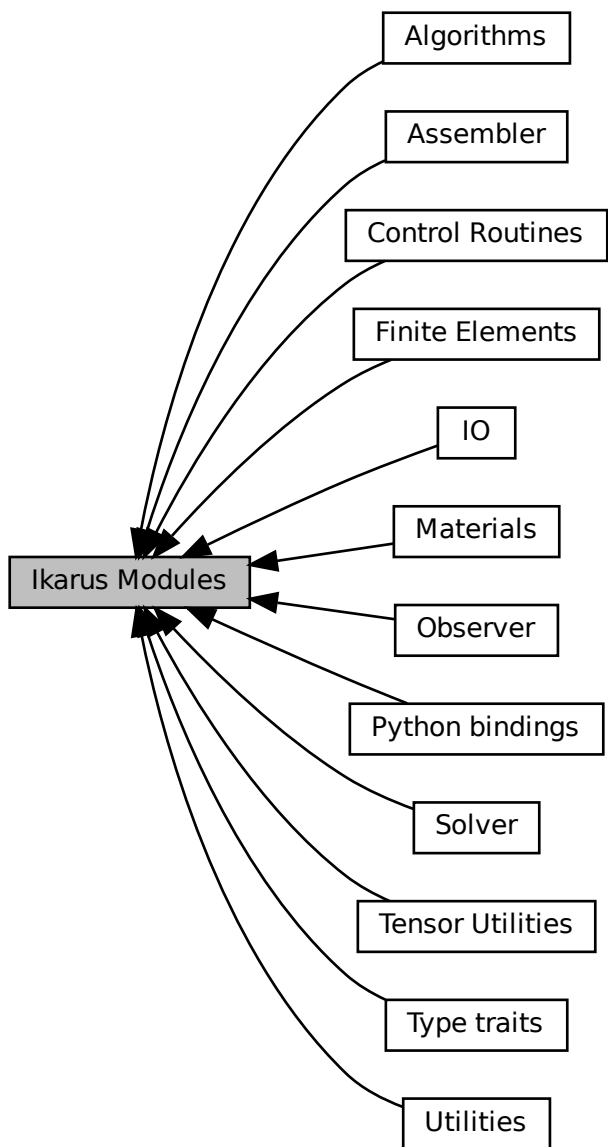 Algorithms
Assembler
Control Routines
Finite Elements
IO
Materials
Ikarus Modules
Observer
Python bindings
Solver
Tensor Utilities
Type traits
Utilities